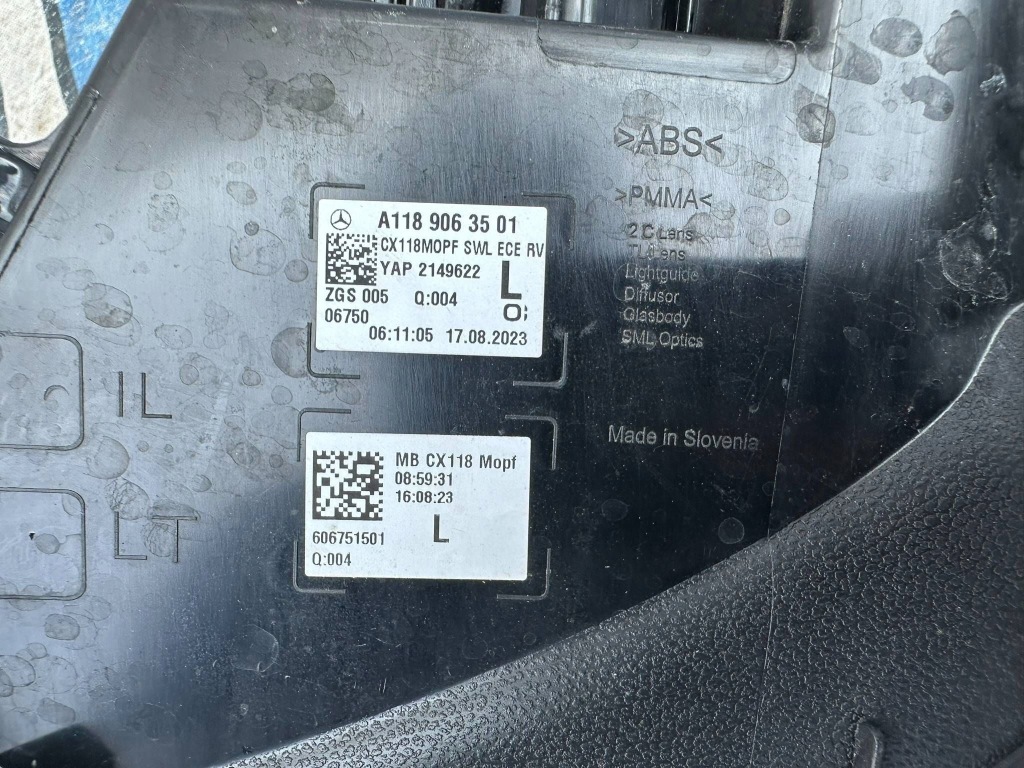 >ABS<
>PMMA<
2 C Lens
TL Lens
Lightguide
Diffusor
Glasbody
SML Optics
A118 906 35 01
CX118MOPF SWL ECE RV
YAP 2149622
L
ZGS 005 Q:004
06750
06:11:05 17.08.2023
IL
Made in Slovenia
MB CX118 Mopf
08:59:31
16:08:23
L
606751501
Q:004
LT